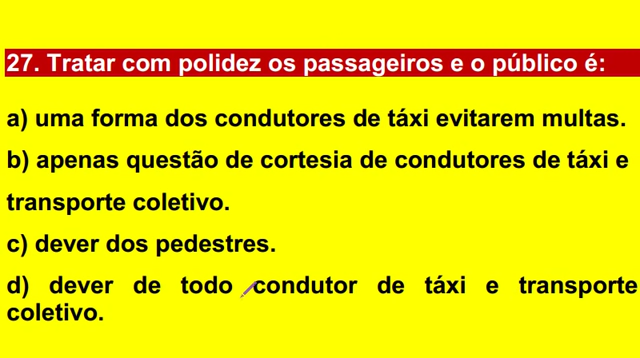 27. Tratar com polidez os passageiros e o público é:
a) uma forma dos condutores de táxi evitarem multas.
b) apenas questão de cortesia de condutores de táxi e
transporte coletivo.
c) dever dos pedestres.
d) dever de todo condutor de táxi e transporte
coletivo.